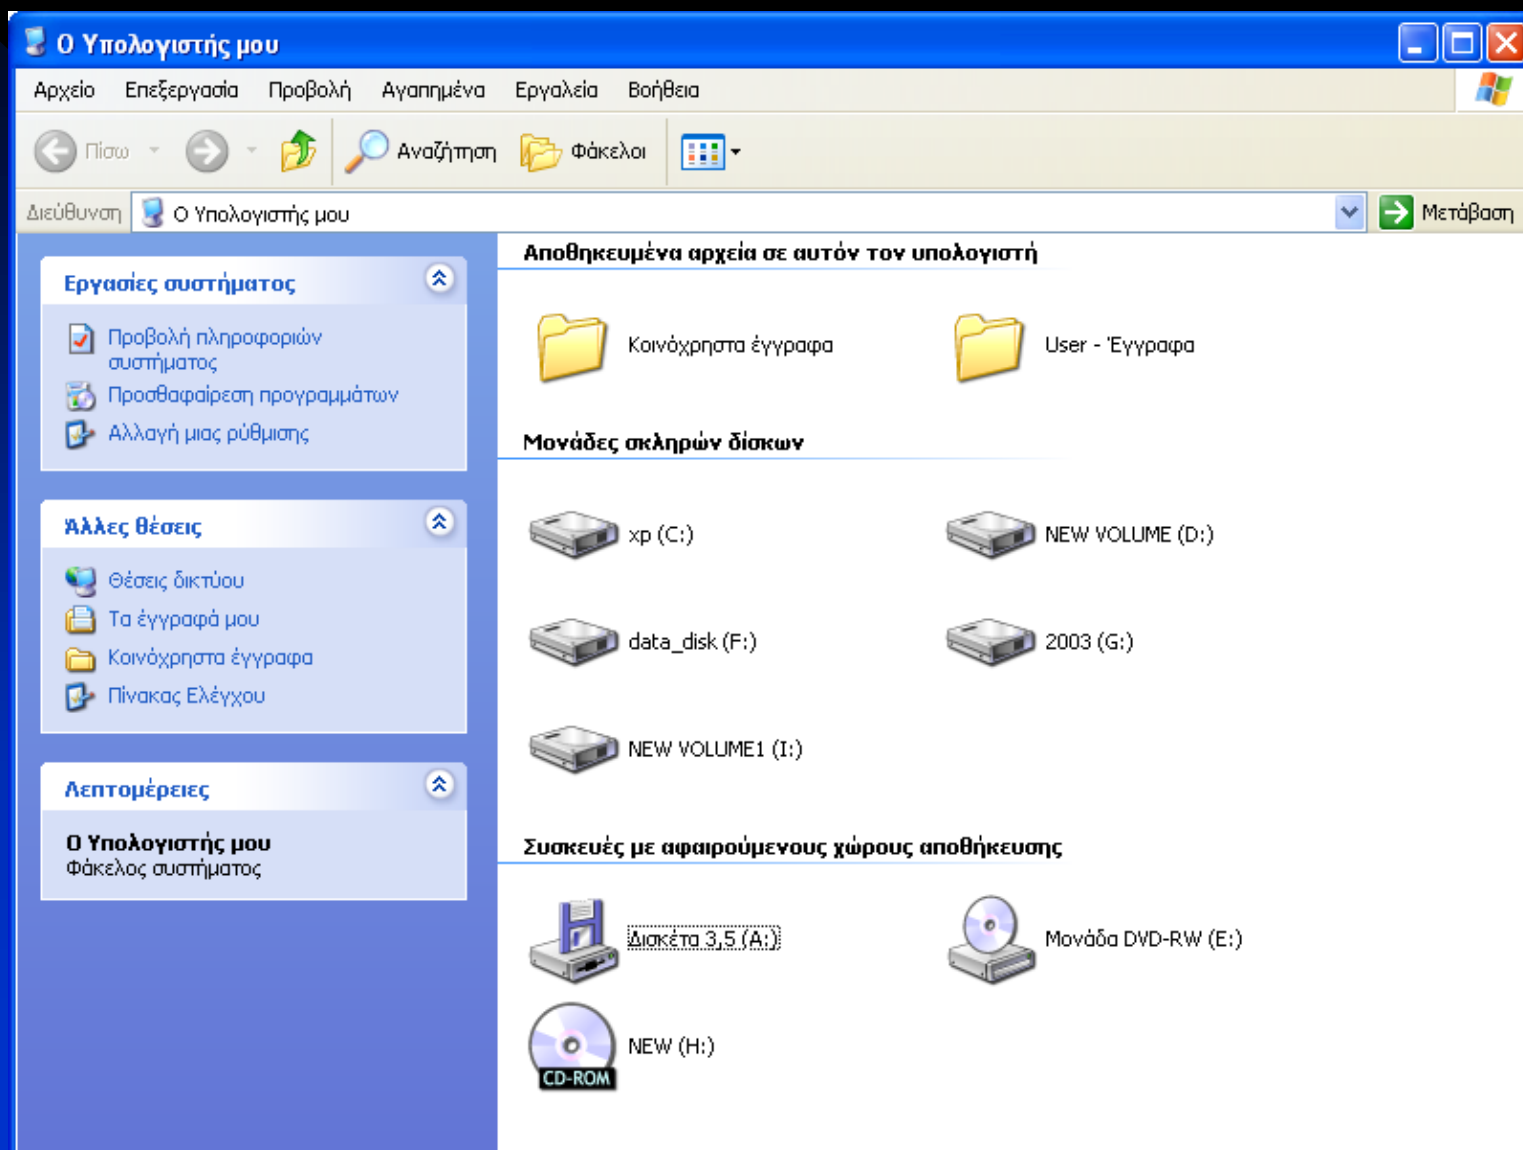 Ο Υπολογιστής μου
Αρχείο Επεξεργασία Προβολή Αγαπημένα Εργαλεία Βοήθεια
Πίσω Αναζήτηση Φάκελοι
Διεύθυνση Ο Υπολογιστής μου Μετάβαση
Εργασίες συστήματος
Προβολή πληροφοριών
συστήματος
Προσθαφαίρεση προγραμμάτων
Αλλαγή μιας ρύθμισης
Άλλες θέσεις
Θέσεις δικτύου
Τα έγγραφά μου
Κοινόχρηστα έγγραφα
Πίνακας Ελέγχου
Λεπτομέρειες
Ο Υπολογιστής μου
Φάκελος συστήματος
Αποθηκευμένα αρχεία σε αυτόν τον υπολογιστή
Κοινόχρηστα έγγραφα User - Έγγραφα
Μονάδες σκληρών δίσκων
xp (C:) NEW VOLUME (D:)
data_disk (F:) 2003 (G:)
NEW VOLUME1 (I:)
Συσκευές με αφαιρούμενους χώρους αποθήκευσης
Δισκέτα 3,5 (A:) Μονάδα DVD-RW (E:)
NEW (H:)
CD-ROM